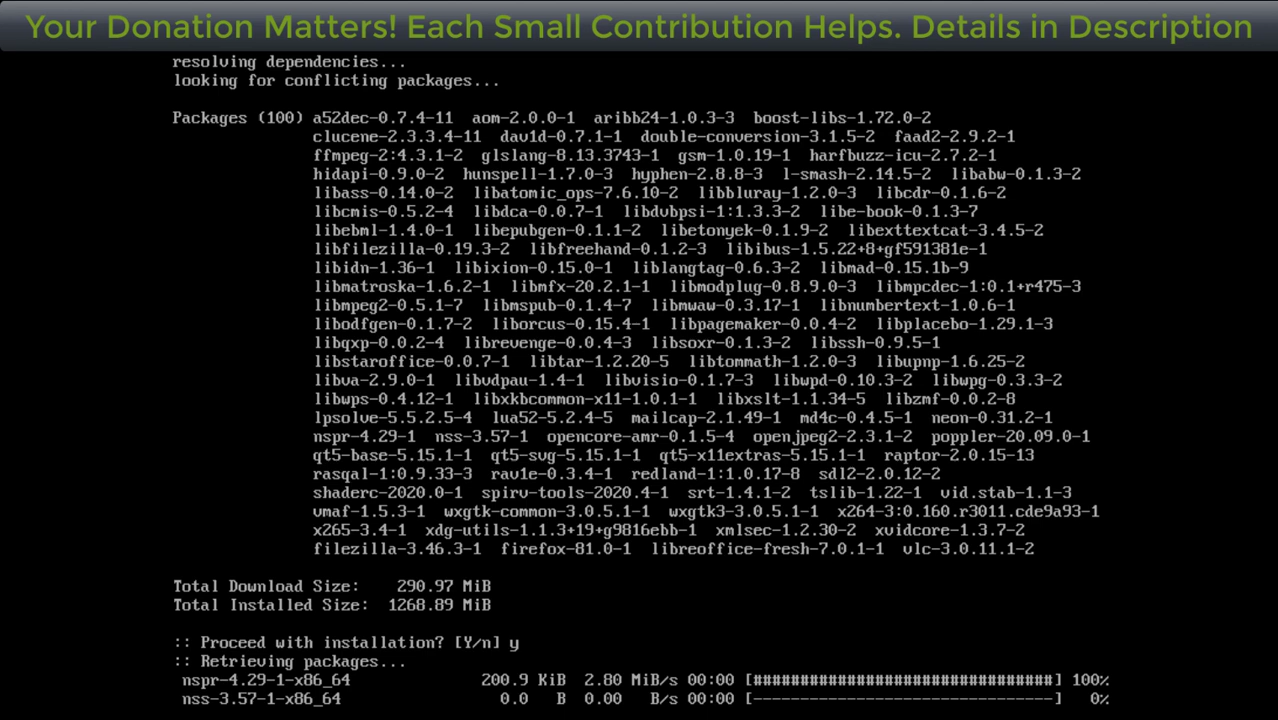 Your Donation Matters! Each Small Contribution Helps. Details in Description
resolving dependencies...
looking for conflicting packages...
Packages (100) a52dec-0.7.4-11 aom-2.0.0-1 aribb24-1.0.3-3 boost-libs-1.72.0-2
clucene-2.3.3.4-11 dav1d-0.7.1-1 double-conversion-3.1.5-2 faad2-2.9.2-1
ffmpeg-2:4.3.1-2 glslang-8.13.3743-1 gsm-1.0.19-1 harfbuzz-icu-2.7.2-1
hidapi-0.9.0-2 hunspell-1.7.0-3 hyphen-2.8.8-3 l-smash-2.14.5-2 libabw-0.1.3-2
libass-0.14.0-2 libatomic_ops-7.6.10-2 libbluray-1.2.0-3 libcdr-0.1.6-2
libcmis-0.5.2-4 libdca-0.0.7-1 libdvbpsi-1:1.3.3-2 libe-book-0.1.3-7
libebml-1.4.0-1 libepubgen-0.1.1-2 libetonyek-0.1.9-2 libexttextcat-3.4.5-2
libfilezilla-0.19.3-2 libfreehand-0.1.2-3 libibus-1.5.22+8+gf591381e-1
libidn-1.36-1 libixion-0.15.0-1 liblangtag-0.6.3-2 libmad-0.15.1b-9
libmatroska-1.6.2-1 libmfx-20.2.1-1 libmodplug-0.8.9.0-3 libmpcdec-1:0.1+r475-3
libmpeg2-0.5.1-7 libmspub-0.1.4-7 libmwaw-0.3.17-1 libnumbertext-1.0.6-1
libodfgen-0.1.7-2 liborcus-0.15.4-1 libpagemaker-0.0.4-2 libplacebo-1.29.1-3
libqxp-0.0.2-4 librevenge-0.0.4-3 libsoxr-0.1.3-2 libssh-0.9.5-1
libstaroffice-0.0.7-1 libtar-1.2.20-5 libtommath-1.2.0-3 libupnp-1.6.25-2
libva-2.9.0-1 libvdpau-1.4-1 libvisio-0.1.7-3 libwpd-0.10.3-2 libwpg-0.3.3-2
libwps-0.4.12-1 libxkbcommon-x11-1.0.1-1 libxslt-1.1.34-5 libzmf-0.0.2-8
lpsolve-5.5.2.5-4 lua52-5.2.4-5 mailcap-2.1.49-1 md4c-0.4.5-1 neon-0.31.2-1
nspr-4.29-1 nss-3.57-1 opencore-amr-0.1.5-4 openjpeg2-2.3.1-2 poppler-20.09.0-1
qt5-base-5.15.1-1 qt5-svg-5.15.1-1 qt5-x11extras-5.15.1-1 raptor-2.0.15-13
rasqal-1:0.9.33-3 rav1e-0.3.4-1 redland-1:1.0.17-8 sdl2-2.0.12-2
shaderc-2020.0-1 spirv-tools-2020.4-1 srt-1.4.1-2 tslib-1.22-1 vid.stab-1.1-3
vmaf-1.5.3-1 wxgtk-common-3.0.5.1-1 wxgtk3-3.0.5.1-1 x264-3:0.160.r3011.cde9a93-1
x265-3.4-1 xdg-utils-1.1.3+19+g9816ebb-1 xmlsec-1.2.30-2 xvidcore-1.3.7-2
filezilla-3.46.3-1 firefox-81.0-1 libreoffice-fresh-7.0.1-1 vlc-3.0.11.1-2
Total Download Size: 290.97 MiB
Total Installed Size: 1268.89 MiB
:: Proceed with installation? [Y/n] y
:: Retrieving packages...
nspr-4.29-1-x86_64 200.9 KiB 2.80 MiB/s 00:00 [################################] 100%
nss-3.57-1-x86_64 0.0 B 0.00 B/s 00:00 [--------------------------------] 0%